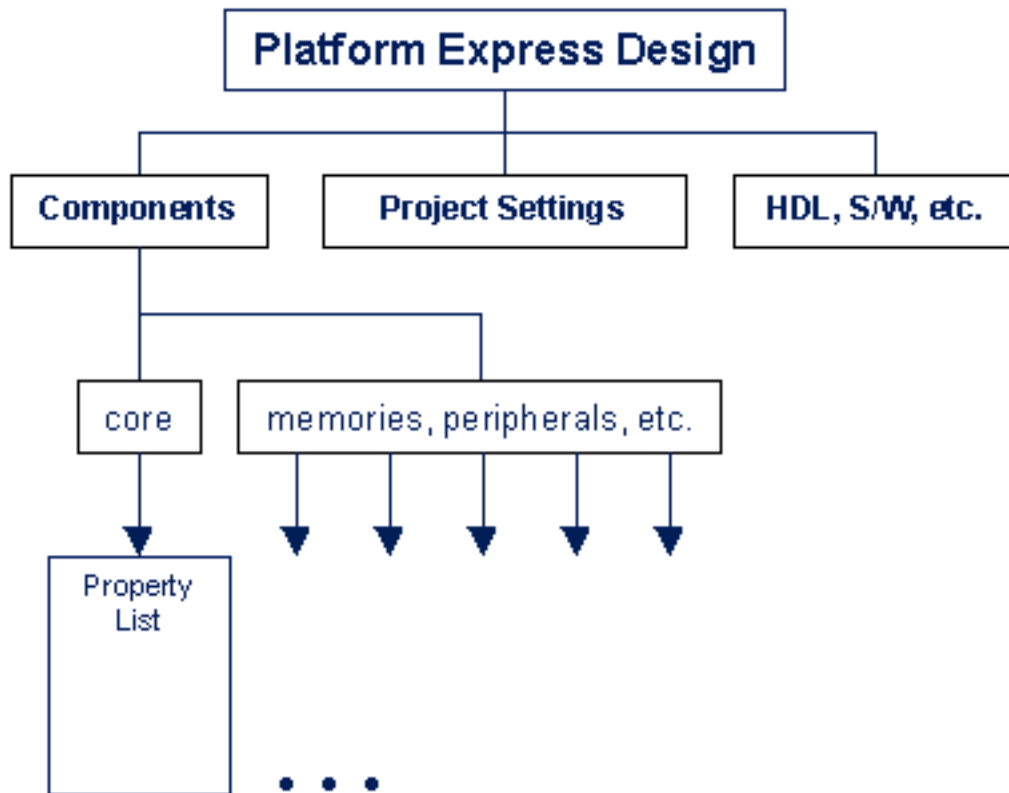 Platform Express Design
Components
Project Settings
HDL, S/W, etc.
core
memories, peripherals, etc.
Property
List